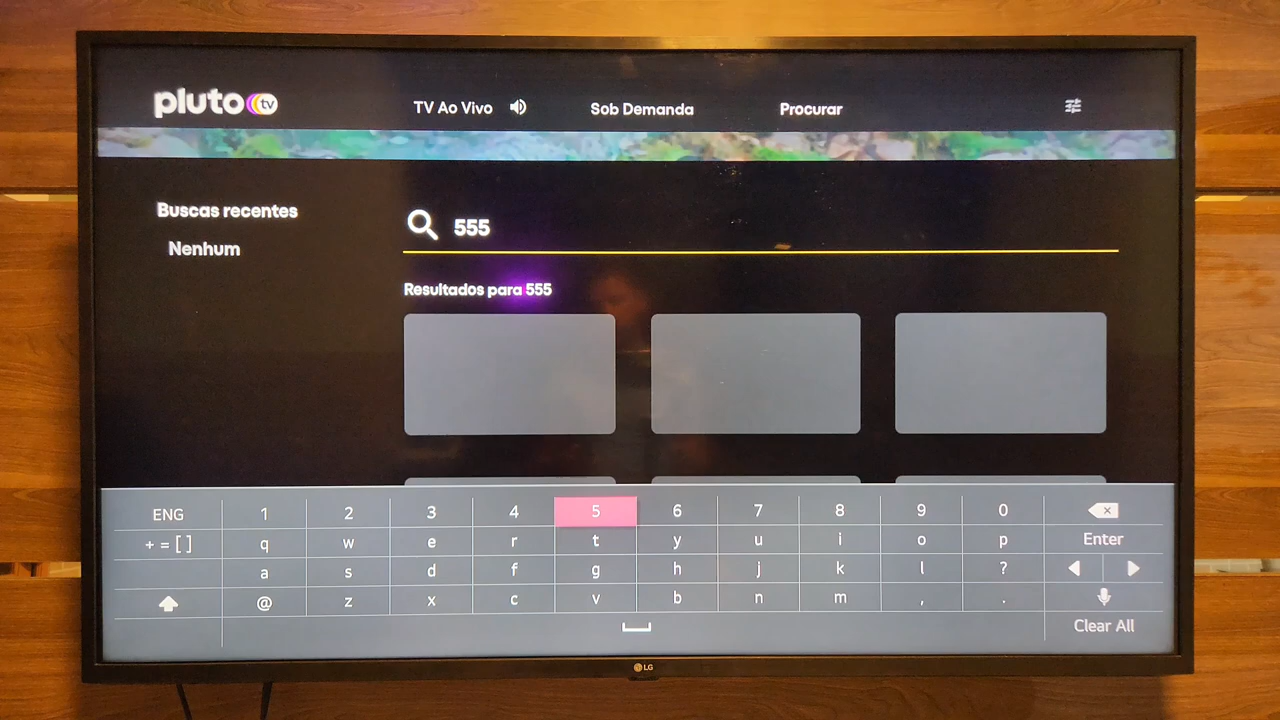 pluto tv TV Ao Vivo Sob Demanda Procurar
Buscas recentes
Nenhum
555
Resultados para 555
ENG 1 2 3 4 5 6 7 8 9 0
+ = [ ] q w e r t y u i o p Enter
a s d f g h j k l ?
@ z x c v b n m , .
Clear All
LG